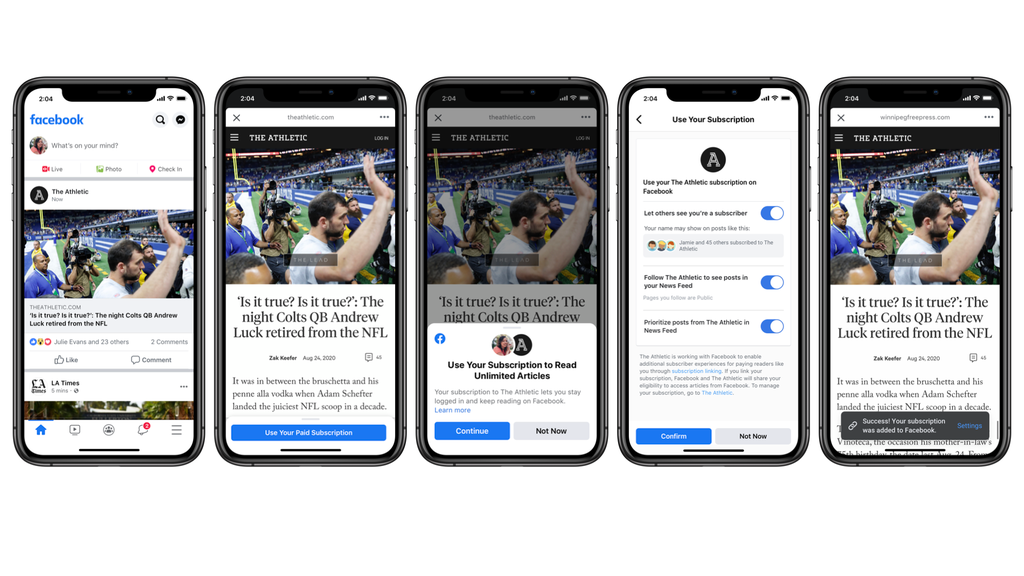 2:04
facebook
What's on your mind?
Live
Photo
Check In
The Athletic
Now
THEATHLETIC.COM
'Is it true? Is it true?': The night Colts QB Andrew
Luck retired from the NFL
Julie Evans and 23 others
2 Comments
Like
Comment
LA Times
5 mins
2
2:04
theathletic.com
THE ATHLETIC
LOG IN
THE LEAD
'Is it true? Is it true?': The
night Colts QB Andrew
Luck retired from the NFL
Zak Keefer Aug 24, 2020
45
It was in between the bruschetta and his
penne alla vodka when Adam Schefter
landed the juiciest NFL scoop in a decade.
Use Your Paid Subscription
2:04
theathletic.com
THE ATHLETIC
LOG IN
THE LEAD
'Is it true? Is it true?': The
night Colts QB Andrew
Use Your Subscription to Read
Unlimited Articles
Your subscription to The Athletic lets you stay
logged in and keep reading on Facebook.
Learn more
Continue
Not Now
2:04
Use Your Subscription
A
Use your The Athletic subscription on
Facebook
Let others see you're a subscriber
Your name may show on posts like this:
Jamie and 45 others subscribed to The
Athletic
Follow The Athletic to see posts in
your News Feed
Pages you follow are Public
Prioritize posts from The Athletic in
News Feed
The Athletic is working with Facebook to enable
additional subscriber experiences for paying readers like
you through subscription linking. If you link your
subscription, Facebook and The Athletic will share your
eligibility to access articles from Facebook. To manage
your subscription, go to The Athletic.
Confirm
Not Now
2:04
winnipegfreepress.com
THE ATHLETIC
THE LEAD
'Is it true? Is it true?': The
night Colts QB Andrew
Luck retired from the NFL
Zak Keefer Aug 24, 2020
45
It was in between the bruschetta and his
penne alla vodka when Adam Schefter
landed the juiciest NFL scoop in a decade.
Success! Your subscription
was added to Facebook.
Settings
Vinoteca, the occasion his mother-in-law's